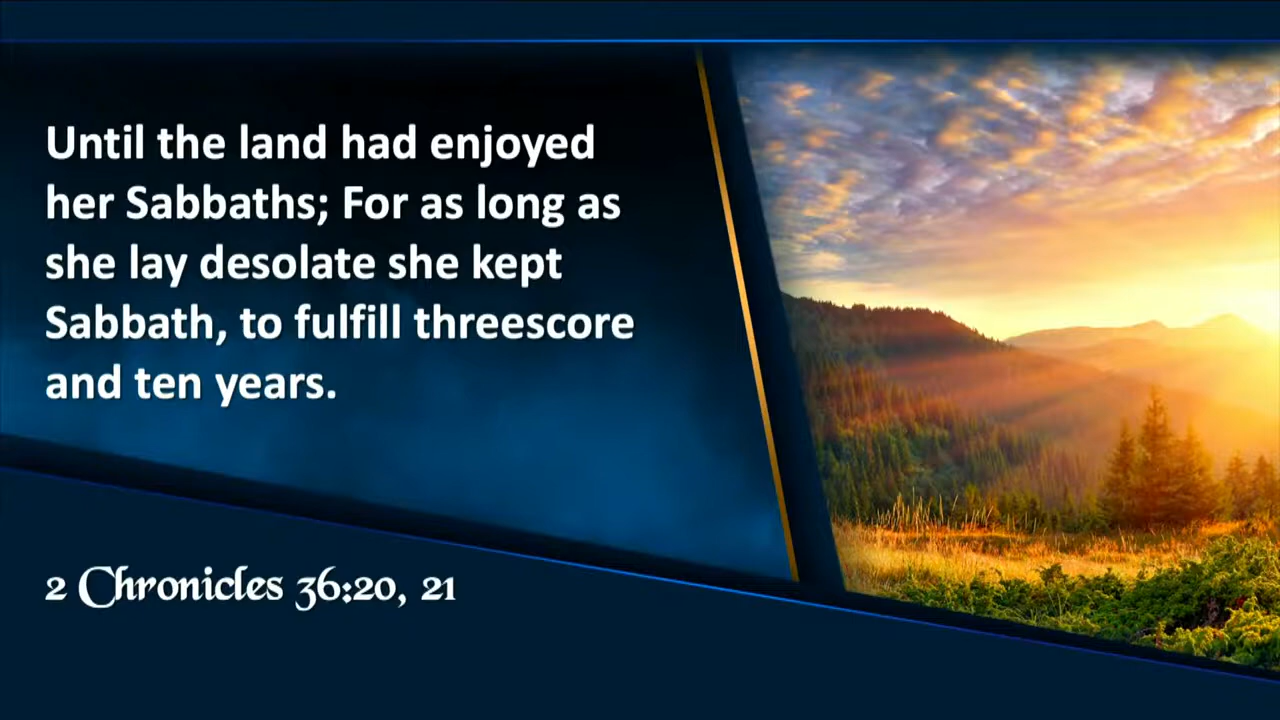 Until the land had enjoyed
her Sabbaths; For as long as
she lay desolate she kept
Sabbath, to fulfill threescore
and ten years.
2 Chronicles 36:20, 21